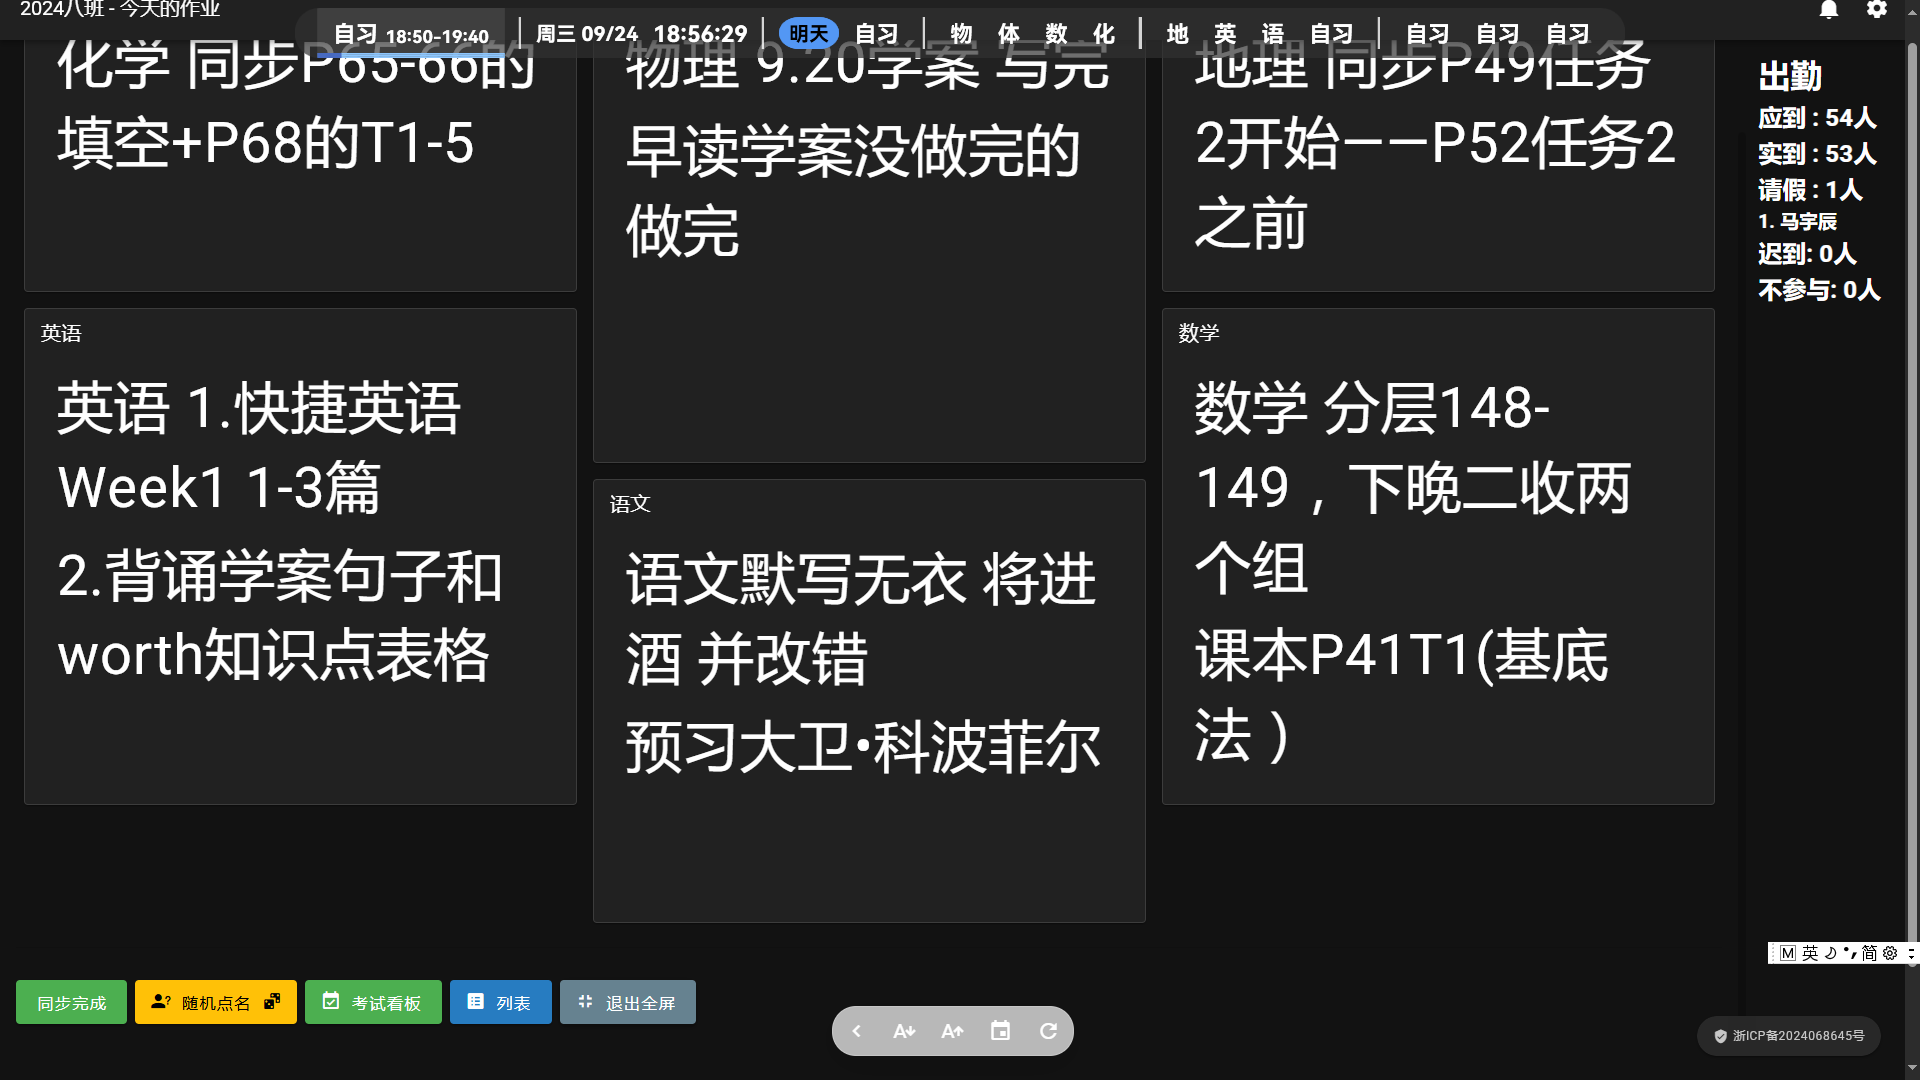 2024八班 - 今天的作业
自习 18:50-19:40 周三 09/24 18:56:29 明天 自习 物 体 数 化 地 英 语 自习 自习 自习 自习
化学 同步P65-66的
填空+P68的T1-5
物理 9.20学案 写完
早读学案没做完的
做完
地理 同步P49任务
2开始——P52任务2
之前
英语
英语 1.快捷英语
Week1 1-3篇
2.背诵学案句子和
worth知识点表格
语文
语文默写无衣 将进
酒 并改错
预习大卫•科波菲尔
数学
数学 分层148-
149，下晚二收两
个组
课本P41T1(基底
法）
出勤
应到 : 54人
实到 : 53人
请假 : 1人
1. 马宇辰
迟到: 0人
不参与: 0人
M 英 简
同步完成 随机点名 考试看板 列表 退出全屏
浙ICP备2024068645号